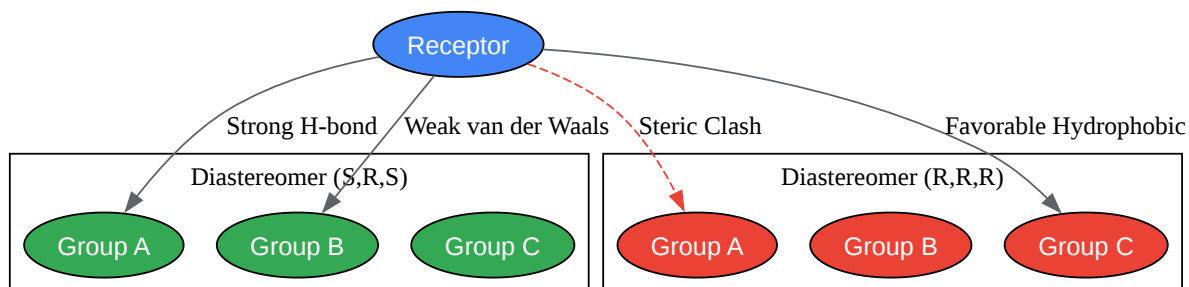 Receptor
Strong H-bond
Weak van der Waals
Steric Clash
Favorable Hydrophobic
Diastereomer (S,R,S)
Diastereomer (R,R,R)
Group A
Group B
Group C
Group A
Group B
Group C